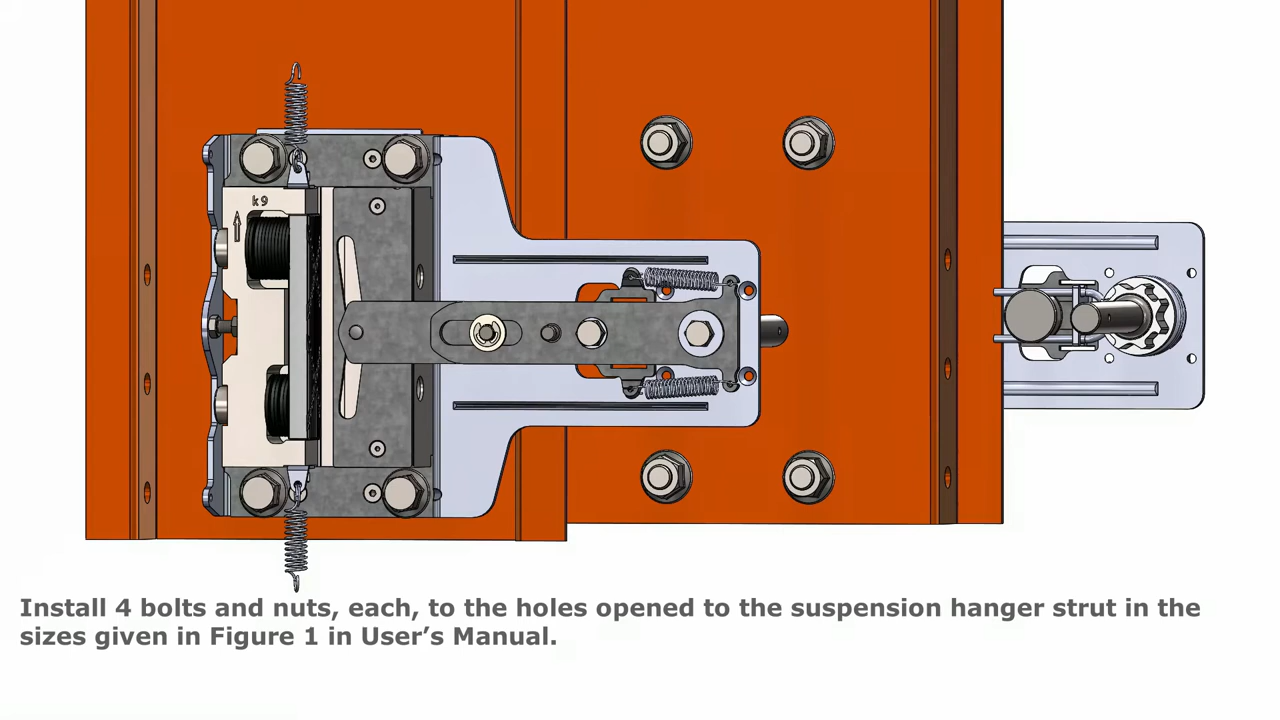 k9
Install 4 bolts and nuts, each, to the holes opened to the suspension hanger strut in the
sizes given in Figure 1 in User’s Manual.